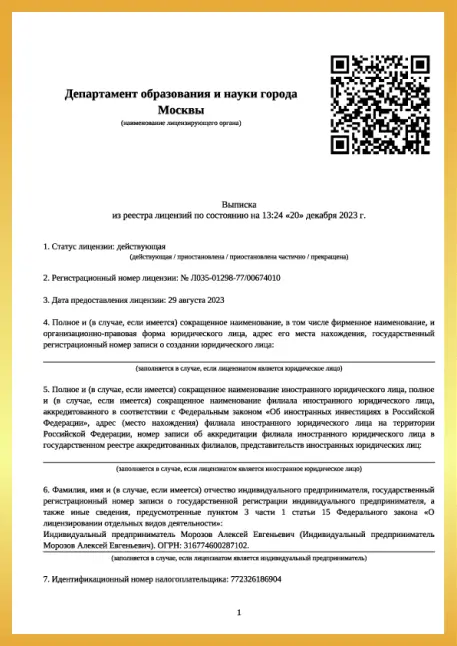 Департамент образования и науки города
Москвы
(наименование лицензирующего органа)
Выписка
из реестра лицензий по состоянию на 13:24 «20» декабря 2023 г.
1. Статус лицензии: действующая
(действующая / приостановлена / приостановлена частично / прекращена)
2. Регистрационный номер лицензии: № Л035-01298-77/00674010
3. Дата предоставления лицензии: 29 августа 2023
4. Полное и (в случае, если имеется) сокращенное наименование, в том числе фирменное наименование, и
организационно-правовая форма юридического лица, адрес его места нахождения, государственный
регистрационный номер записи о создании юридического лица:
(заполняется в случае, если лицензиатом является юридическое лицо)
5. Полное и (в случае, если имеется) сокращенное наименование иностранного юридического лица, полное
и (в случае, если имеется) сокращенное наименование филиала иностранного юридического лица,
аккредитованного в соответствии с Федеральным законом «Об иностранных инвестициях в Российской
Федерации», адрес (место нахождения) филиала иностранного юридического лица на территории
Российской Федерации, номер записи об аккредитации филиала иностранного юридического лица в
государственном реестре аккредитованных филиалов, представительств иностранных юридических лиц:
(заполняется в случае, если лицензиатом является иностранное юридическое лицо)
6. Фамилия, имя и (в случае, если имеется) отчество индивидуального предпринимателя, государственный
регистрационный номер записи о государственной регистрации индивидуального предпринимателя, а
также иные сведения, предусмотренные пунктом 3 части 1 статьи 15 Федерального закона «О
лицензировании отдельных видов деятельности»:
Индивидуальный предприниматель Морозов Алексей Евгеньевич (Индивидуальный предприниматель
Морозов Алексей Евгеньевич). ОГРН: 316774600287102.
(заполняется в случае, если лицензиатом является индивидуальный предприниматель)
7. Идентификационный номер налогоплательщика: 772326186904
1